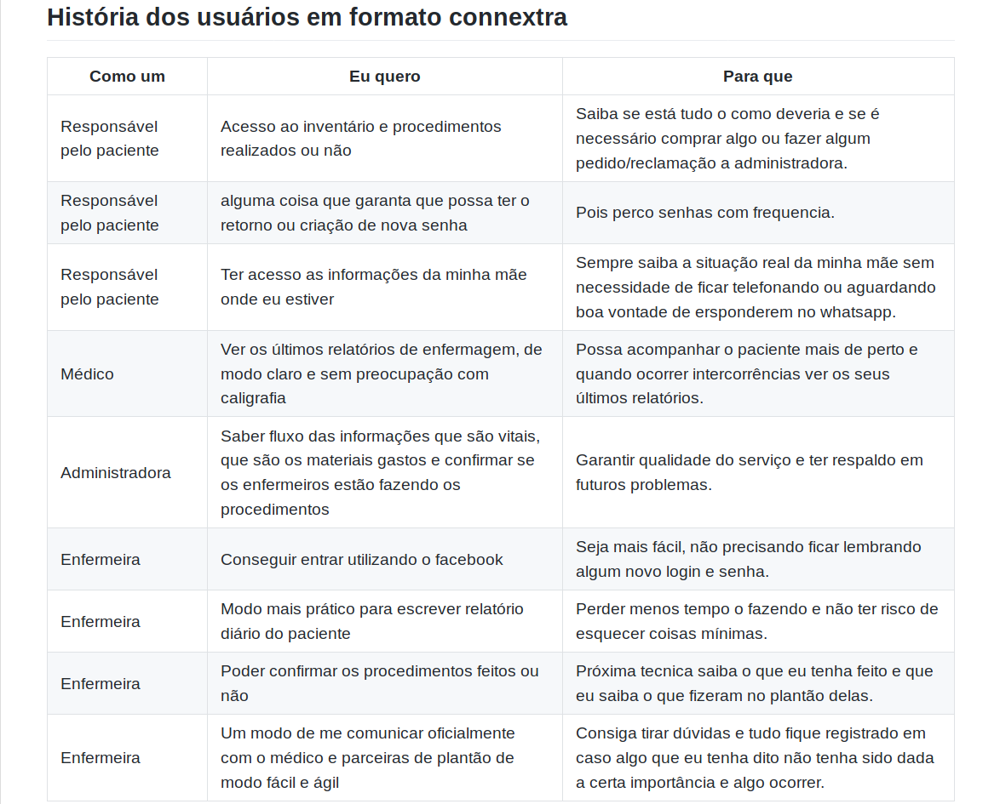 História dos usuários em formato connextra
Como um
Eu quero
Para que
Responsável
pelo paciente
Acesso ao inventário e procedimentos
realizados ou não
Saiba se está tudo o como deveria e se é
necessário comprar algo ou fazer algum
pedido/reclamação a administradora.
Responsável
pelo paciente
alguma coisa que garanta que possa ter o
retorno ou criação de nova senha
Pois perco senhas com frequencia.
Responsável
pelo paciente
Ter acesso as informações da minha mãe
onde eu estiver
Sempre saiba a situação real da minha mãe sem
necessidade de ficar telefonando ou aguardando
boa vontade de ersponderem no whatsapp.
Médico
Ver os últimos relatórios de enfermagem, de
modo claro e sem preocupação com
caligrafia
Possa acompanhar o paciente mais de perto e
quando ocorrer intercorrências ver os seus
últimos relatórios.
Administradora
Saber fluxo das informações que são vitais,
que são os materiais gastos e confirmar se
os enfermeiros estão fazendo os
procedimentos
Garantir qualidade do serviço e ter respaldo em
futuros problemas.
Enfermeira
Conseguir entrar utilizando o facebook
Seja mais fácil, não precisando ficar lembrando
algum novo login e senha.
Enfermeira
Modo mais prático para escrever relatório
diário do paciente
Perder menos tempo o fazendo e não ter risco de
esquecer coisas mínimas.
Enfermeira
Poder confirmar os procedimentos feitos ou
não
Próxima tecnica saiba o que eu tenha feito e que
eu saiba o que fizeram no plantão delas.
Enfermeira
Um modo de me comunicar oficialmente
com o médico e parceiras de plantão de
modo fácil e ágil
Consiga tirar dúvidas e tudo fique registrado em
caso algo que eu tenha dito não tenha sido dada
a certa importância e algo ocorrer.